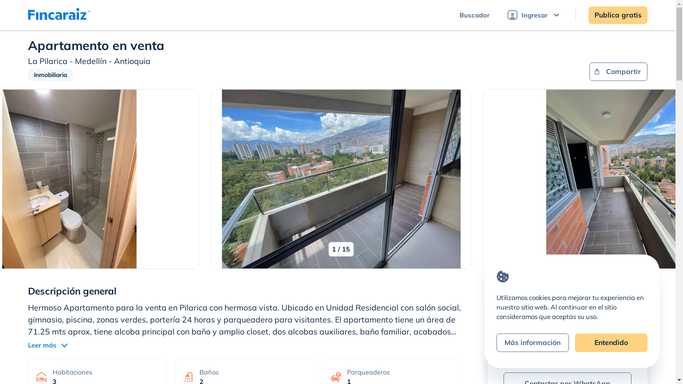 Fincaraiz
Buscador
Ingresar
Publica gratis
Apartamento en venta
La Pilarica - Medellín - Antioquia
Inmobiliaria
Compartir
1 / 15
Descripción general
Hermoso Apartamento para la venta en Pilarica con hermosa vista. Ubicado en Unidad Residencial con salón social,
gimnasio, piscina, zonas verdes, portería 24 horas y parqueadero para visitantes. El apartamento tiene un área de
71.25 mts aprox, tiene alcoba principal con baño y amplio closet, dos alcobas auxiliares, baño familiar, acabados...
Leer más
Habitaciones
3
Baños
2
Parqueaderos
1
Utilizamos cookies para mejorar tu experiencia en
nuestro sitio web. Al continuar en el sitio
consideramos que aceptas su uso.
Más información
Entendido
Contactar por WhatsApp